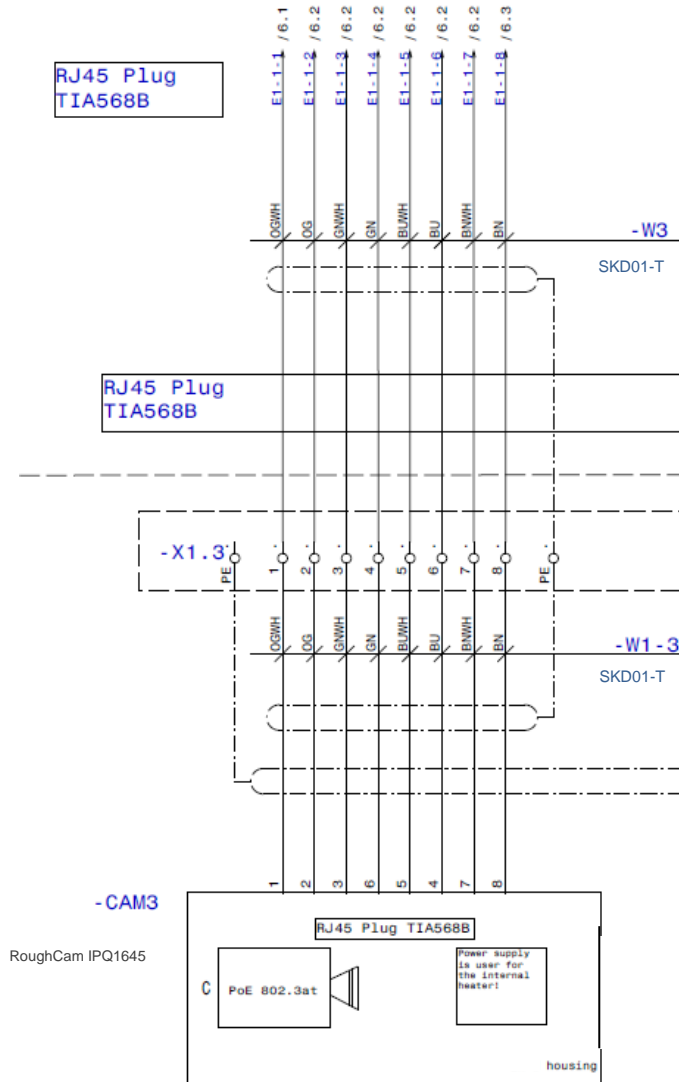 /6.1 /6.2 /6.2 /6.2 /6.2 /6.2 /6.2 /6.3
E1-1-1 E1-1-2 E1-1-3 E1-1-4 E1-1-5 E1-1-6 E1-1-7 E1-1-8
RJ45 Plug
TIA568B
OGWH OG GNWH GN BUWH BU BNWH BN
-W3
SKD01-T
RJ45 Plug
TIA568B
-X1.3
PE 1 2 3 4 5 6 7 8 PE
OGWH OG GNWH GN BUWH BU BNWH BN
-W1-3
SKD01-T
1 2 3 6 5 4 7 8
-CAM3
RJ45 Plug TIA568B
RoughCam IPQ1645
C
PoE 802.3at
Power supply
is user for
the internal
heater!
housing